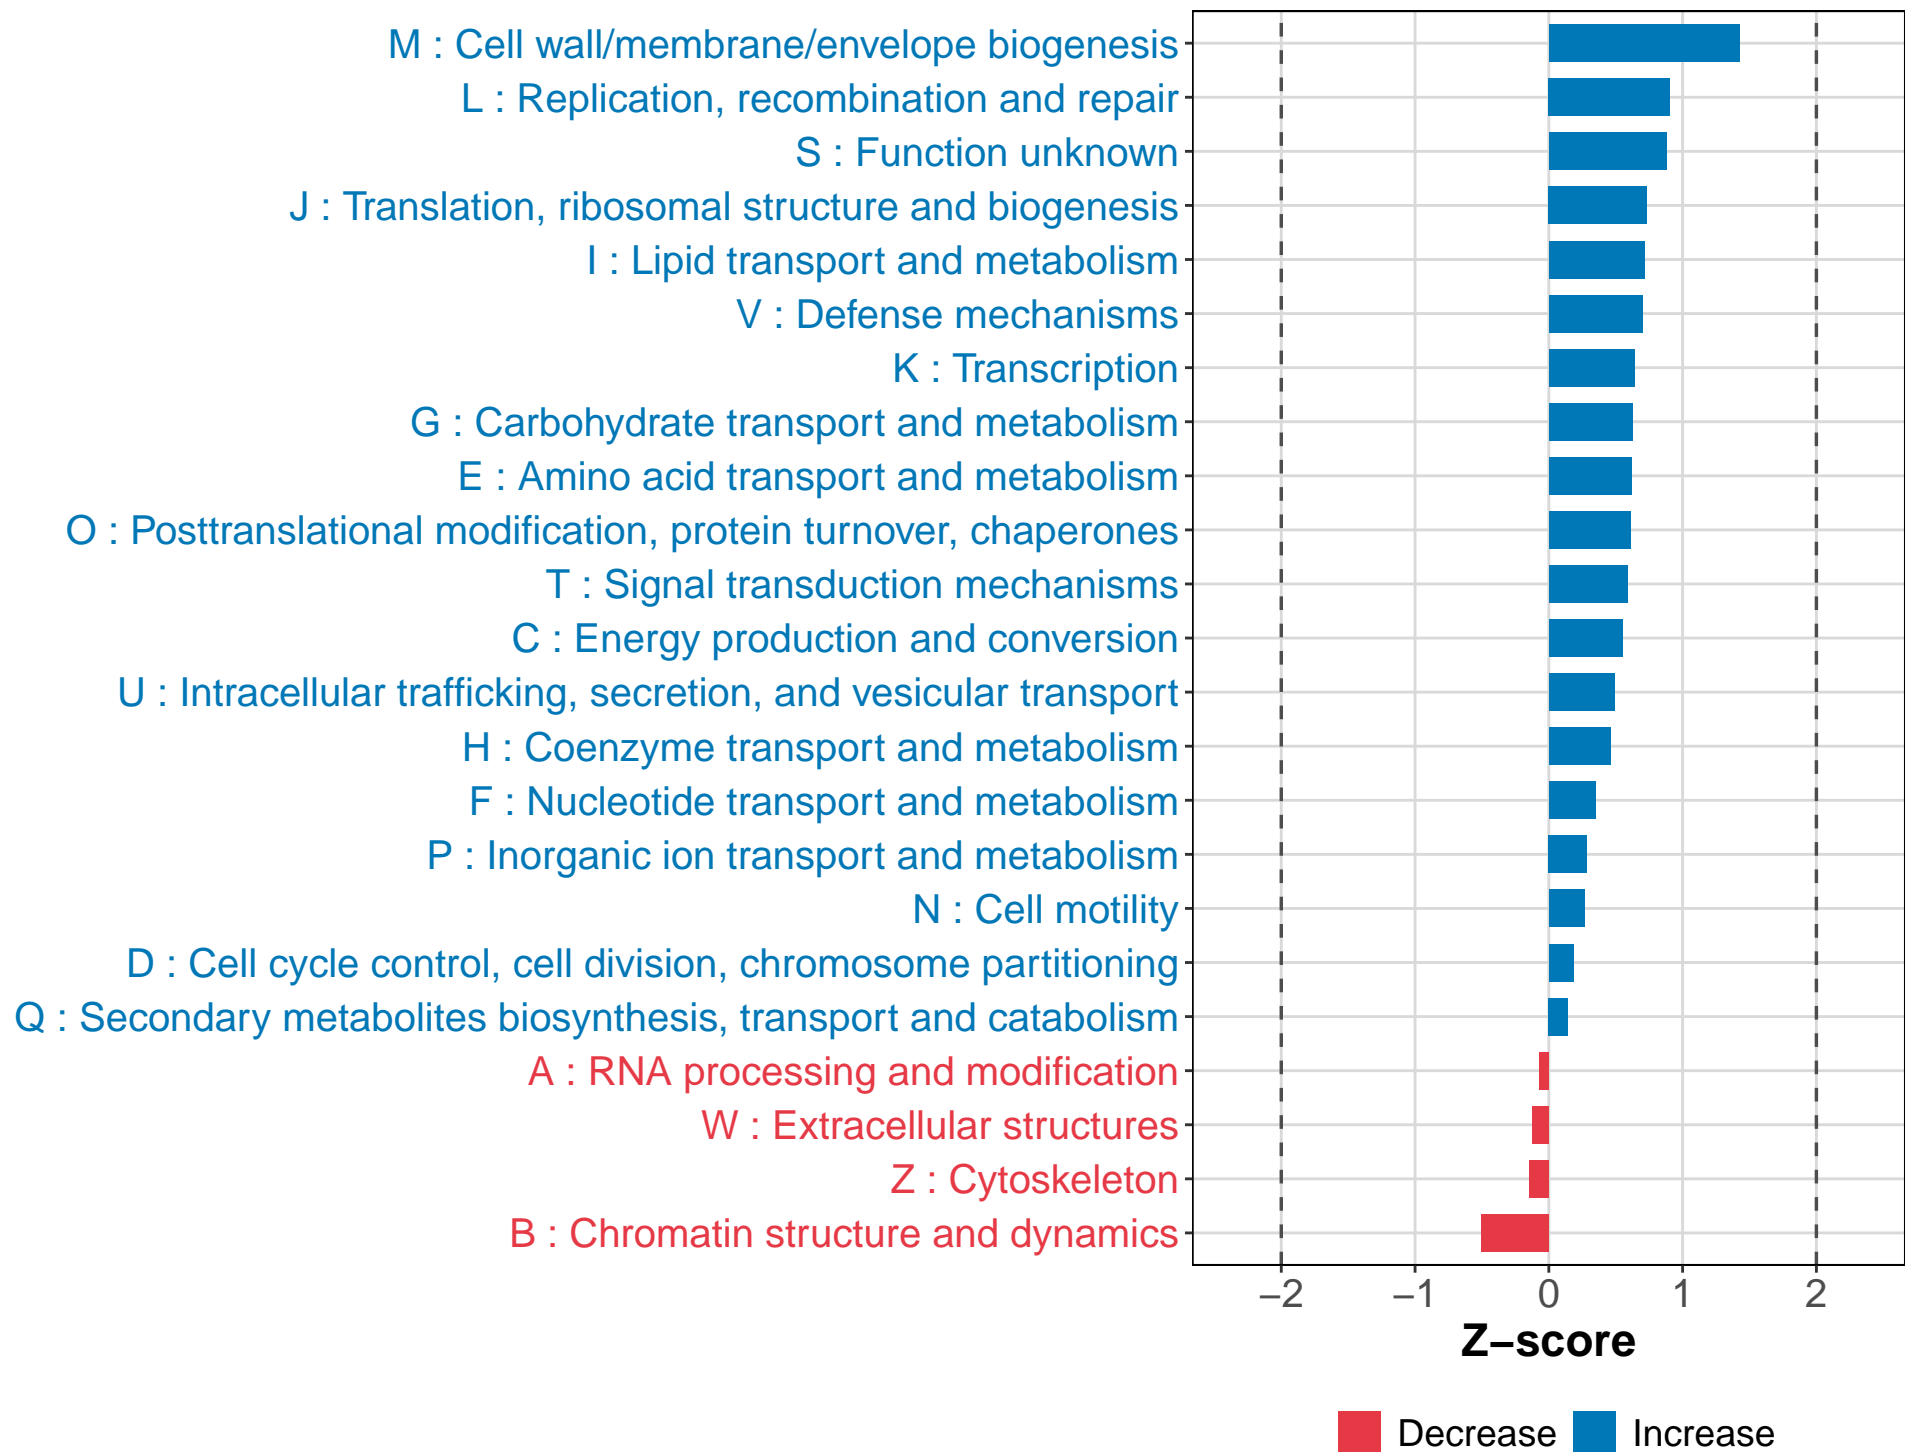 M : Cell wall/membrane/envelope biogenesis
L : Replication, recombination and repair
S : Function unknown
J : Translation, ribosomal structure and biogenesis
I : Lipid transport and metabolism
V : Defense mechanisms
K : Transcription
G : Carbohydrate transport and metabolism
E : Amino acid transport and metabolism
O : Posttranslational modification, protein turnover, chaperones
T : Signal transduction mechanisms
C : Energy production and conversion
U : Intracellular trafficking, secretion, and vesicular transport
H : Coenzyme transport and metabolism
F : Nucleotide transport and metabolism
P : Inorganic ion transport and metabolism
N : Cell motility
D : Cell cycle control, cell division, chromosome partitioning
Q : Secondary metabolites biosynthesis, transport and catabolism
A : RNA processing and modification
W : Extracellular structures
Z : Cytoskeleton
B : Chromatin structure and dynamics
−2 −1 0 1 2
Z−score
Decrease Increase